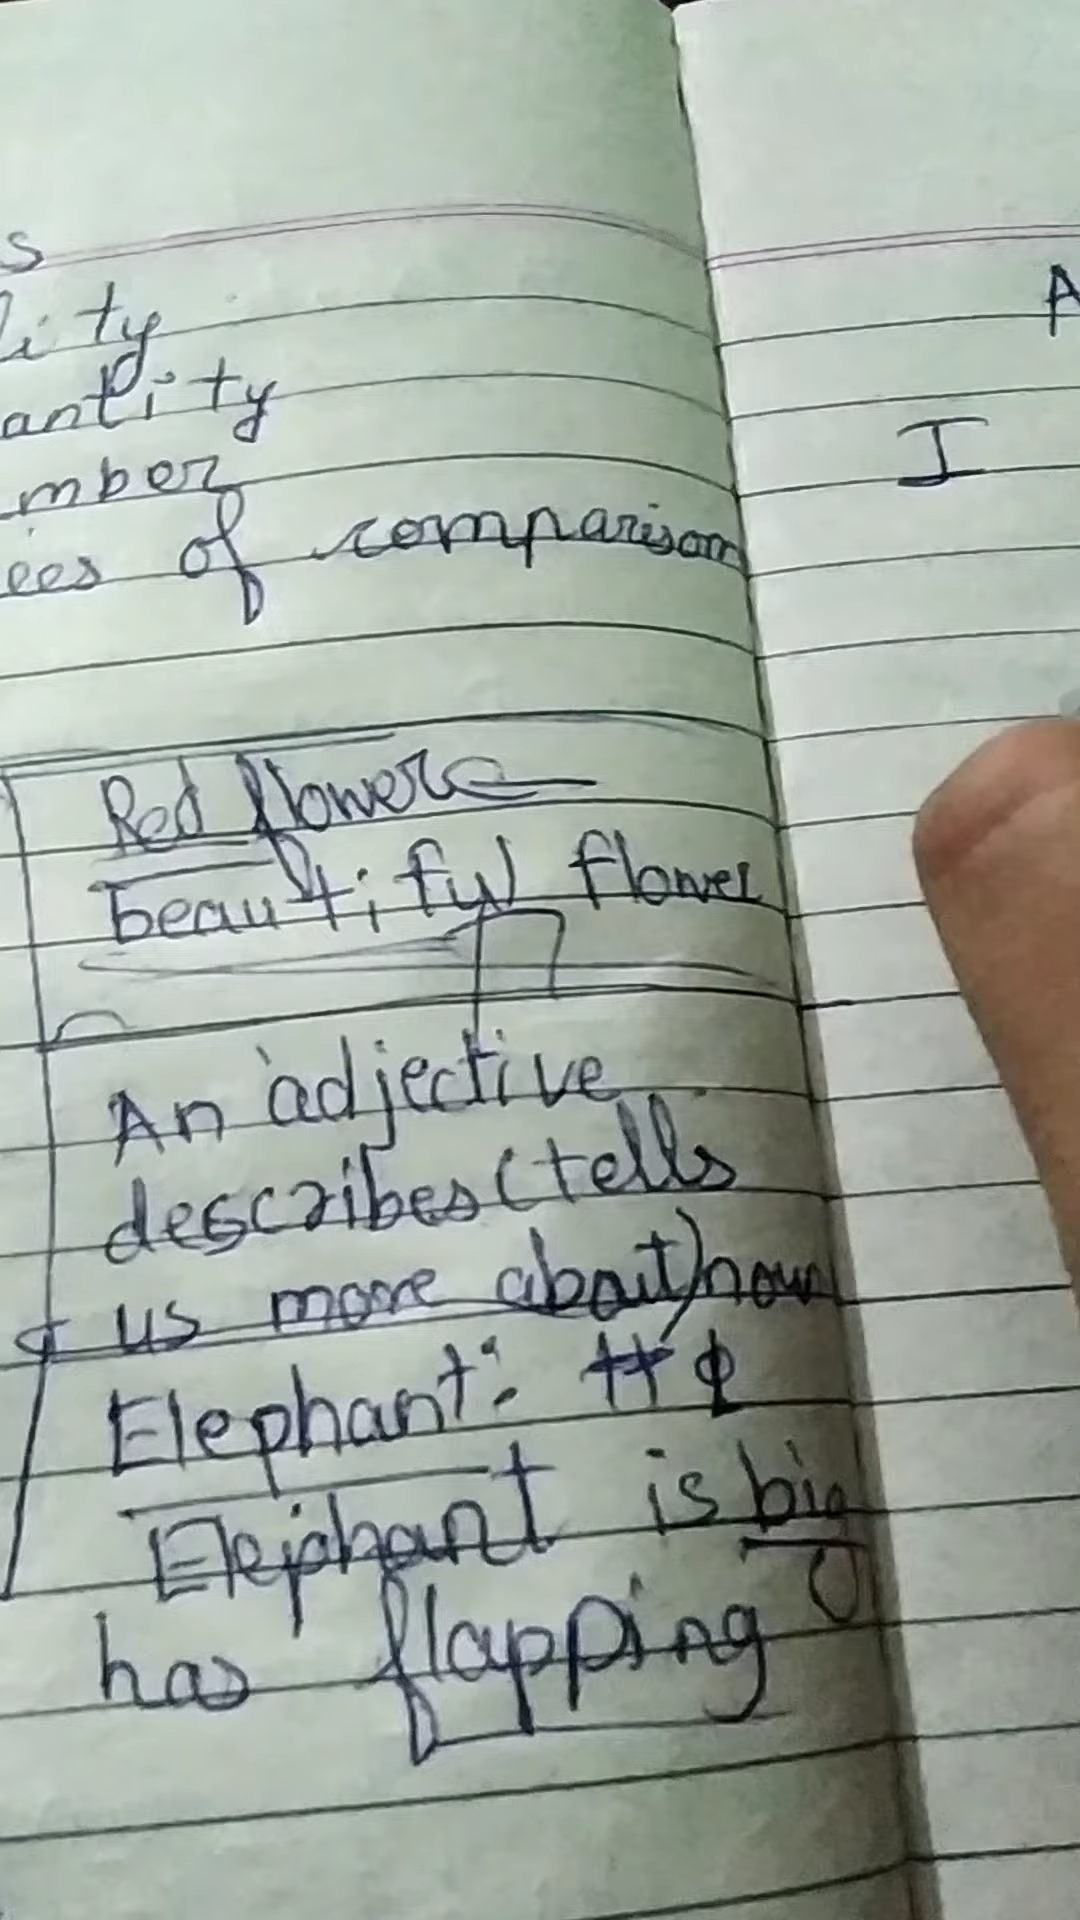 s
lity
antity
mber
ees of comparison
Red flower
beautiful flower
An adjective
describes (tells
us more about) noun
Elephant:
Elephant is big
has flapping
A
I